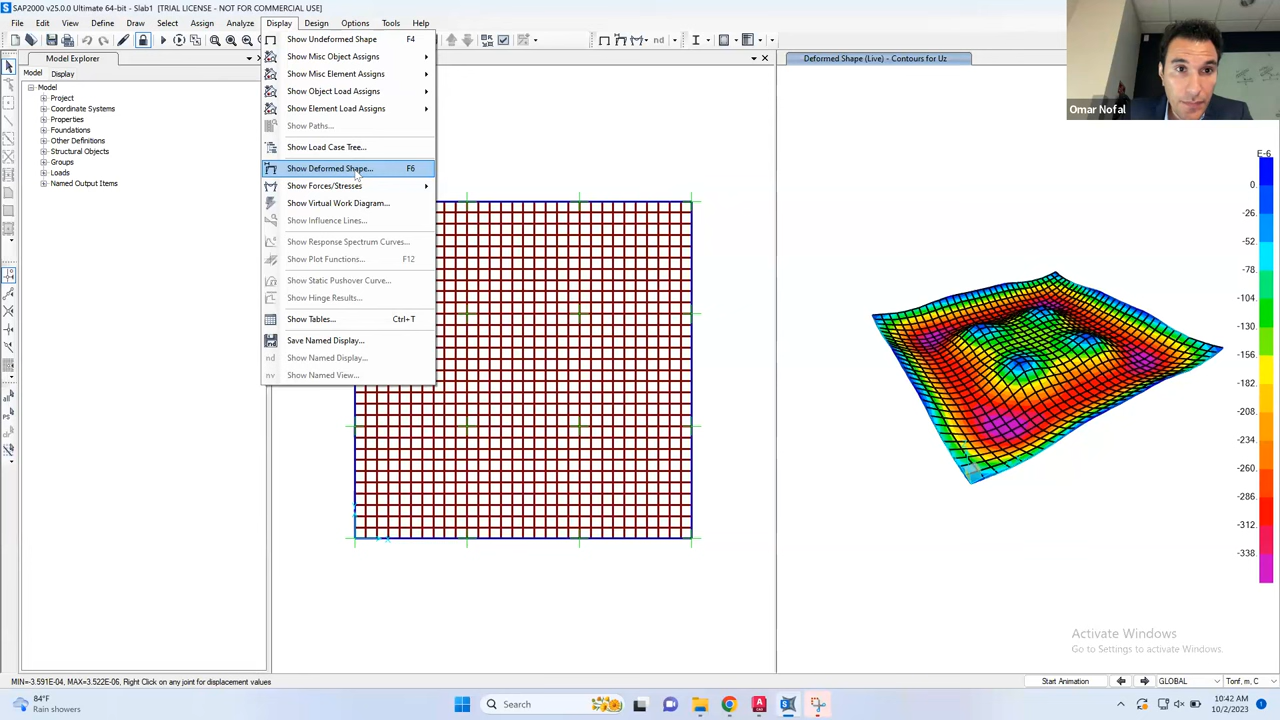 SAP2000 v25.0.0 Ultimate 64-bit - Slab1 [TRIAL LICENSE - NOT FOR COMMERCIAL USE]
File Edit View Define Draw Select Assign Analyze Display Design Options Tools Help
Model Explorer
Model Display
Model
Project
Coordinate Systems
Properties
Foundations
Other Definitions
Structural Objects
Groups
Loads
Named Output Items
Show Undeformed Shape F4
Show Misc Object Assigns
Show Misc Element Assigns
Show Object Load Assigns
Show Element Load Assigns
Show Paths...
Show Load Case Tree...
Show Deformed Shape... F6
Show Forces/Stresses
Show Virtual Work Diagram...
Show Influence Lines...
Show Response Spectrum Curves...
Show Plot Functions... F12
Show Static Pushover Curve...
Show Hinge Results...
Show Tables... Ctrl+T
Save Named Display...
Show Named Display...
Show Named View...
nd
Deformed Shape (Live) - Contours for Uz
Omar Nofal
E-6
0.
-26.
-52.
-78.
-104.
-130.
-156.
-182.
-208.
-234.
-260.
-286.
-312.
-338.
Activate Windows
Go to Settings to activate Windows.
MIN=-3.591E-04, MAX=3.522E-06, Right Click on any joint for displacement values
Start Animation
GLOBAL
Tonf, m, C
84°F
Rain showers
Search
10:42 AM
10/2/2023